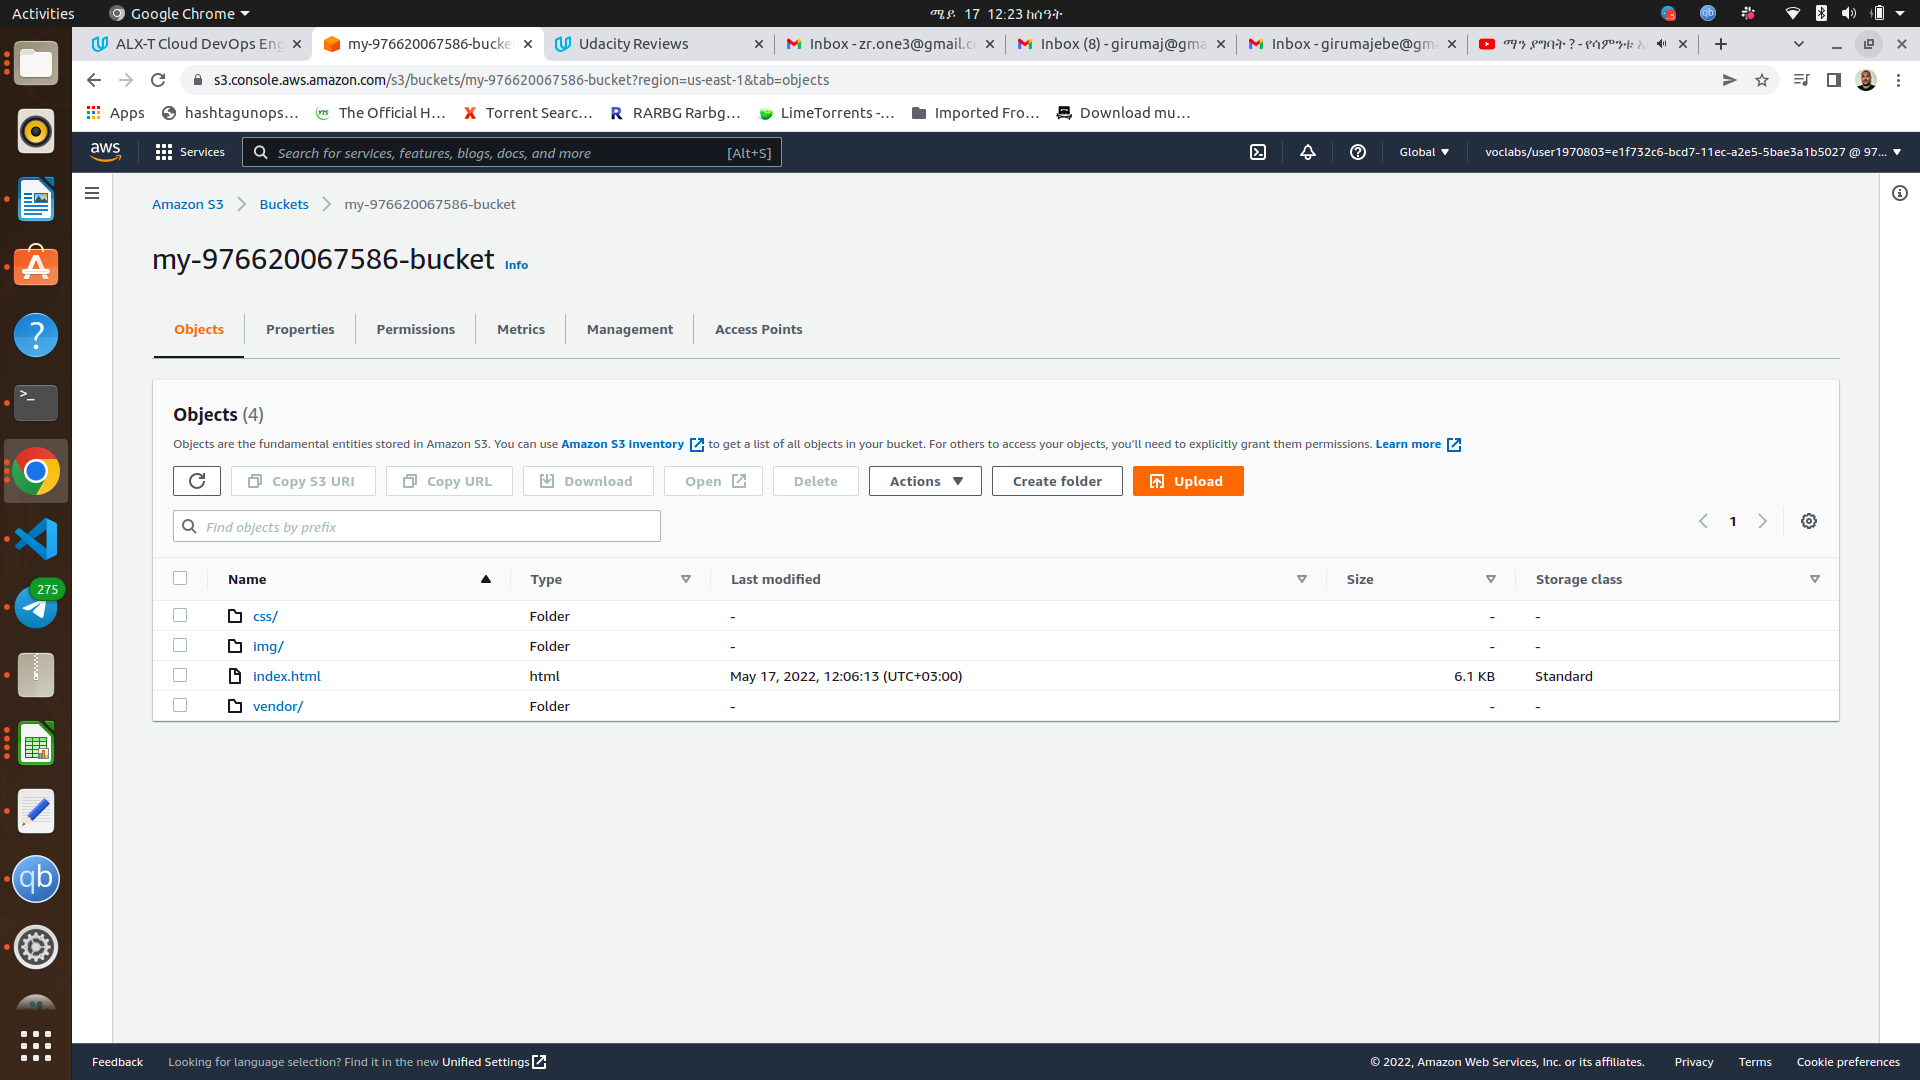 Activities Google Chrome ሜይ 17 12:23 ከሰዓት
ALX-T Cloud DevOps Eng my-976620067586-bucket Udacity Reviews Inbox - zr.one3@gmail.c Inbox (8) - girumaj@gma Inbox - girumajebe@gm ማን ያግባት ? - የሳምንቱ
s3.console.aws.amazon.com/s3/buckets/my-976620067586-bucket?region=us-east-1&tab=objects
Apps hashtagunops... The Official H... Torrent Searc... RARBG Rarbg... LimeTorrents -... Imported Fro... Download mu...
aws Services Search for services, features, blogs, docs, and more [Alt+S] Global voclabs/user1970803=e1f732c6-bcd7-11ec-a2e5-5bae3a1b5027 @ 97...
Amazon S3 Buckets my-976620067586-bucket
my-976620067586-bucket Info
Objects Properties Permissions Metrics Management Access Points
Objects (4)
Objects are the fundamental entities stored in Amazon S3. You can use Amazon S3 inventory to get a list of all objects in your bucket. For others to access your objects, you'll need to explicitly grant them permissions. Learn more
Copy S3 URI Copy URL Download Open Delete Actions Create folder Upload
Find objects by prefix 1
Name Type Last modified Size Storage class
css/ Folder - - -
img/ Folder - - -
index.html html May 17, 2022, 12:06:13 (UTC+03:00) 6.1 KB Standard
vendor/ Folder - - -
275
qb
Feedback Looking for language selection? Find it in the new Unified Settings © 2022, Amazon Web Services, Inc. or its affiliates. Privacy Terms Cookie preferences